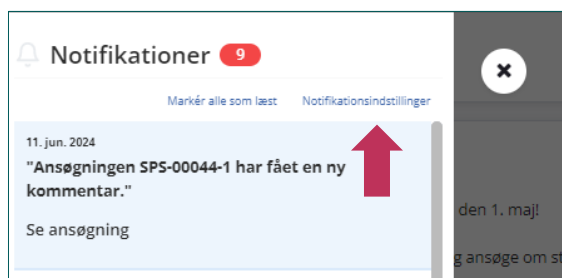 Notifikationer 9
Markér alle som læst Notifikationsindstillinger
11. jun. 2024
"Ansøgningen SPS-00044-1 har fået en ny
kommentar."
Se ansøgning
den 1. maj!
g ansøge om st